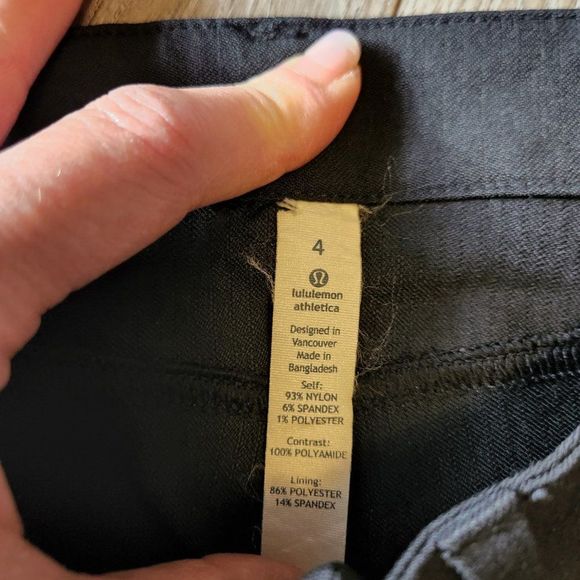 4
lululemon
athletica
Designed in
Vancouver
Made in
Bangladesh
Self:
93% NYLON
6% SPANDEX
1% POLYESTER
Contrast:
100% POLYAMIDE
Lining:
86% POLYESTER
14% SPANDEX